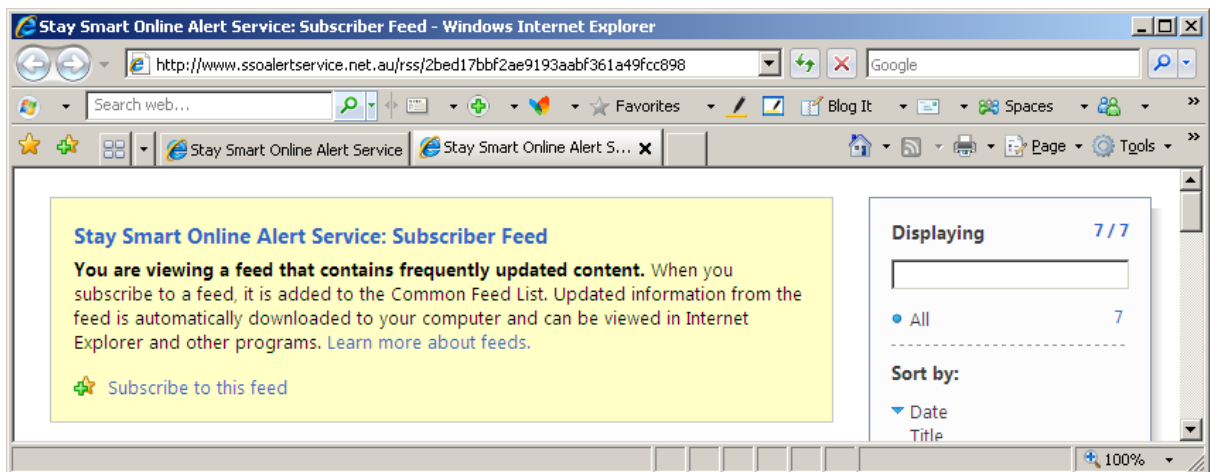 Stay Smart Online Alert Service: Subscriber Feed - Windows Internet Explorer
http://www.ssoalertservice.net.au/rss/2bed17bbf2ae9193aabf361a49fcc898
Google
Search web...
Favorites
Blog It
Spaces
»
Stay Smart Online Alert Service
Stay Smart Online Alert S...
Page
Tools
»
Stay Smart Online Alert Service: Subscriber Feed
You are viewing a feed that contains frequently updated content. When you
subscribe to a feed, it is added to the Common Feed List. Updated information from the
feed is automatically downloaded to your computer and can be viewed in Internet
Explorer and other programs. Learn more about feeds.
Subscribe to this feed
Displaying 7 / 7
All 7
Sort by:
Date
Title
100%